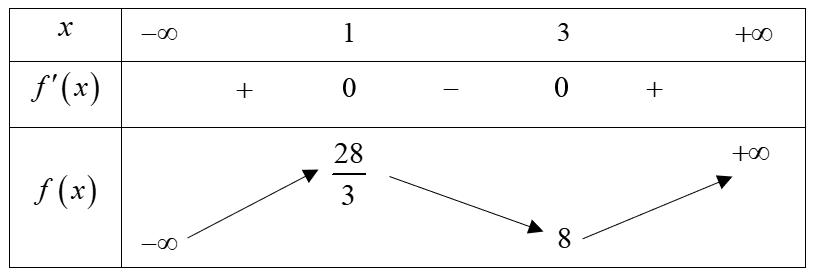 x −∞ 1 3 +∞
f′(x) + 0 − 0 +
f(x) −∞ 28/3 8 +∞